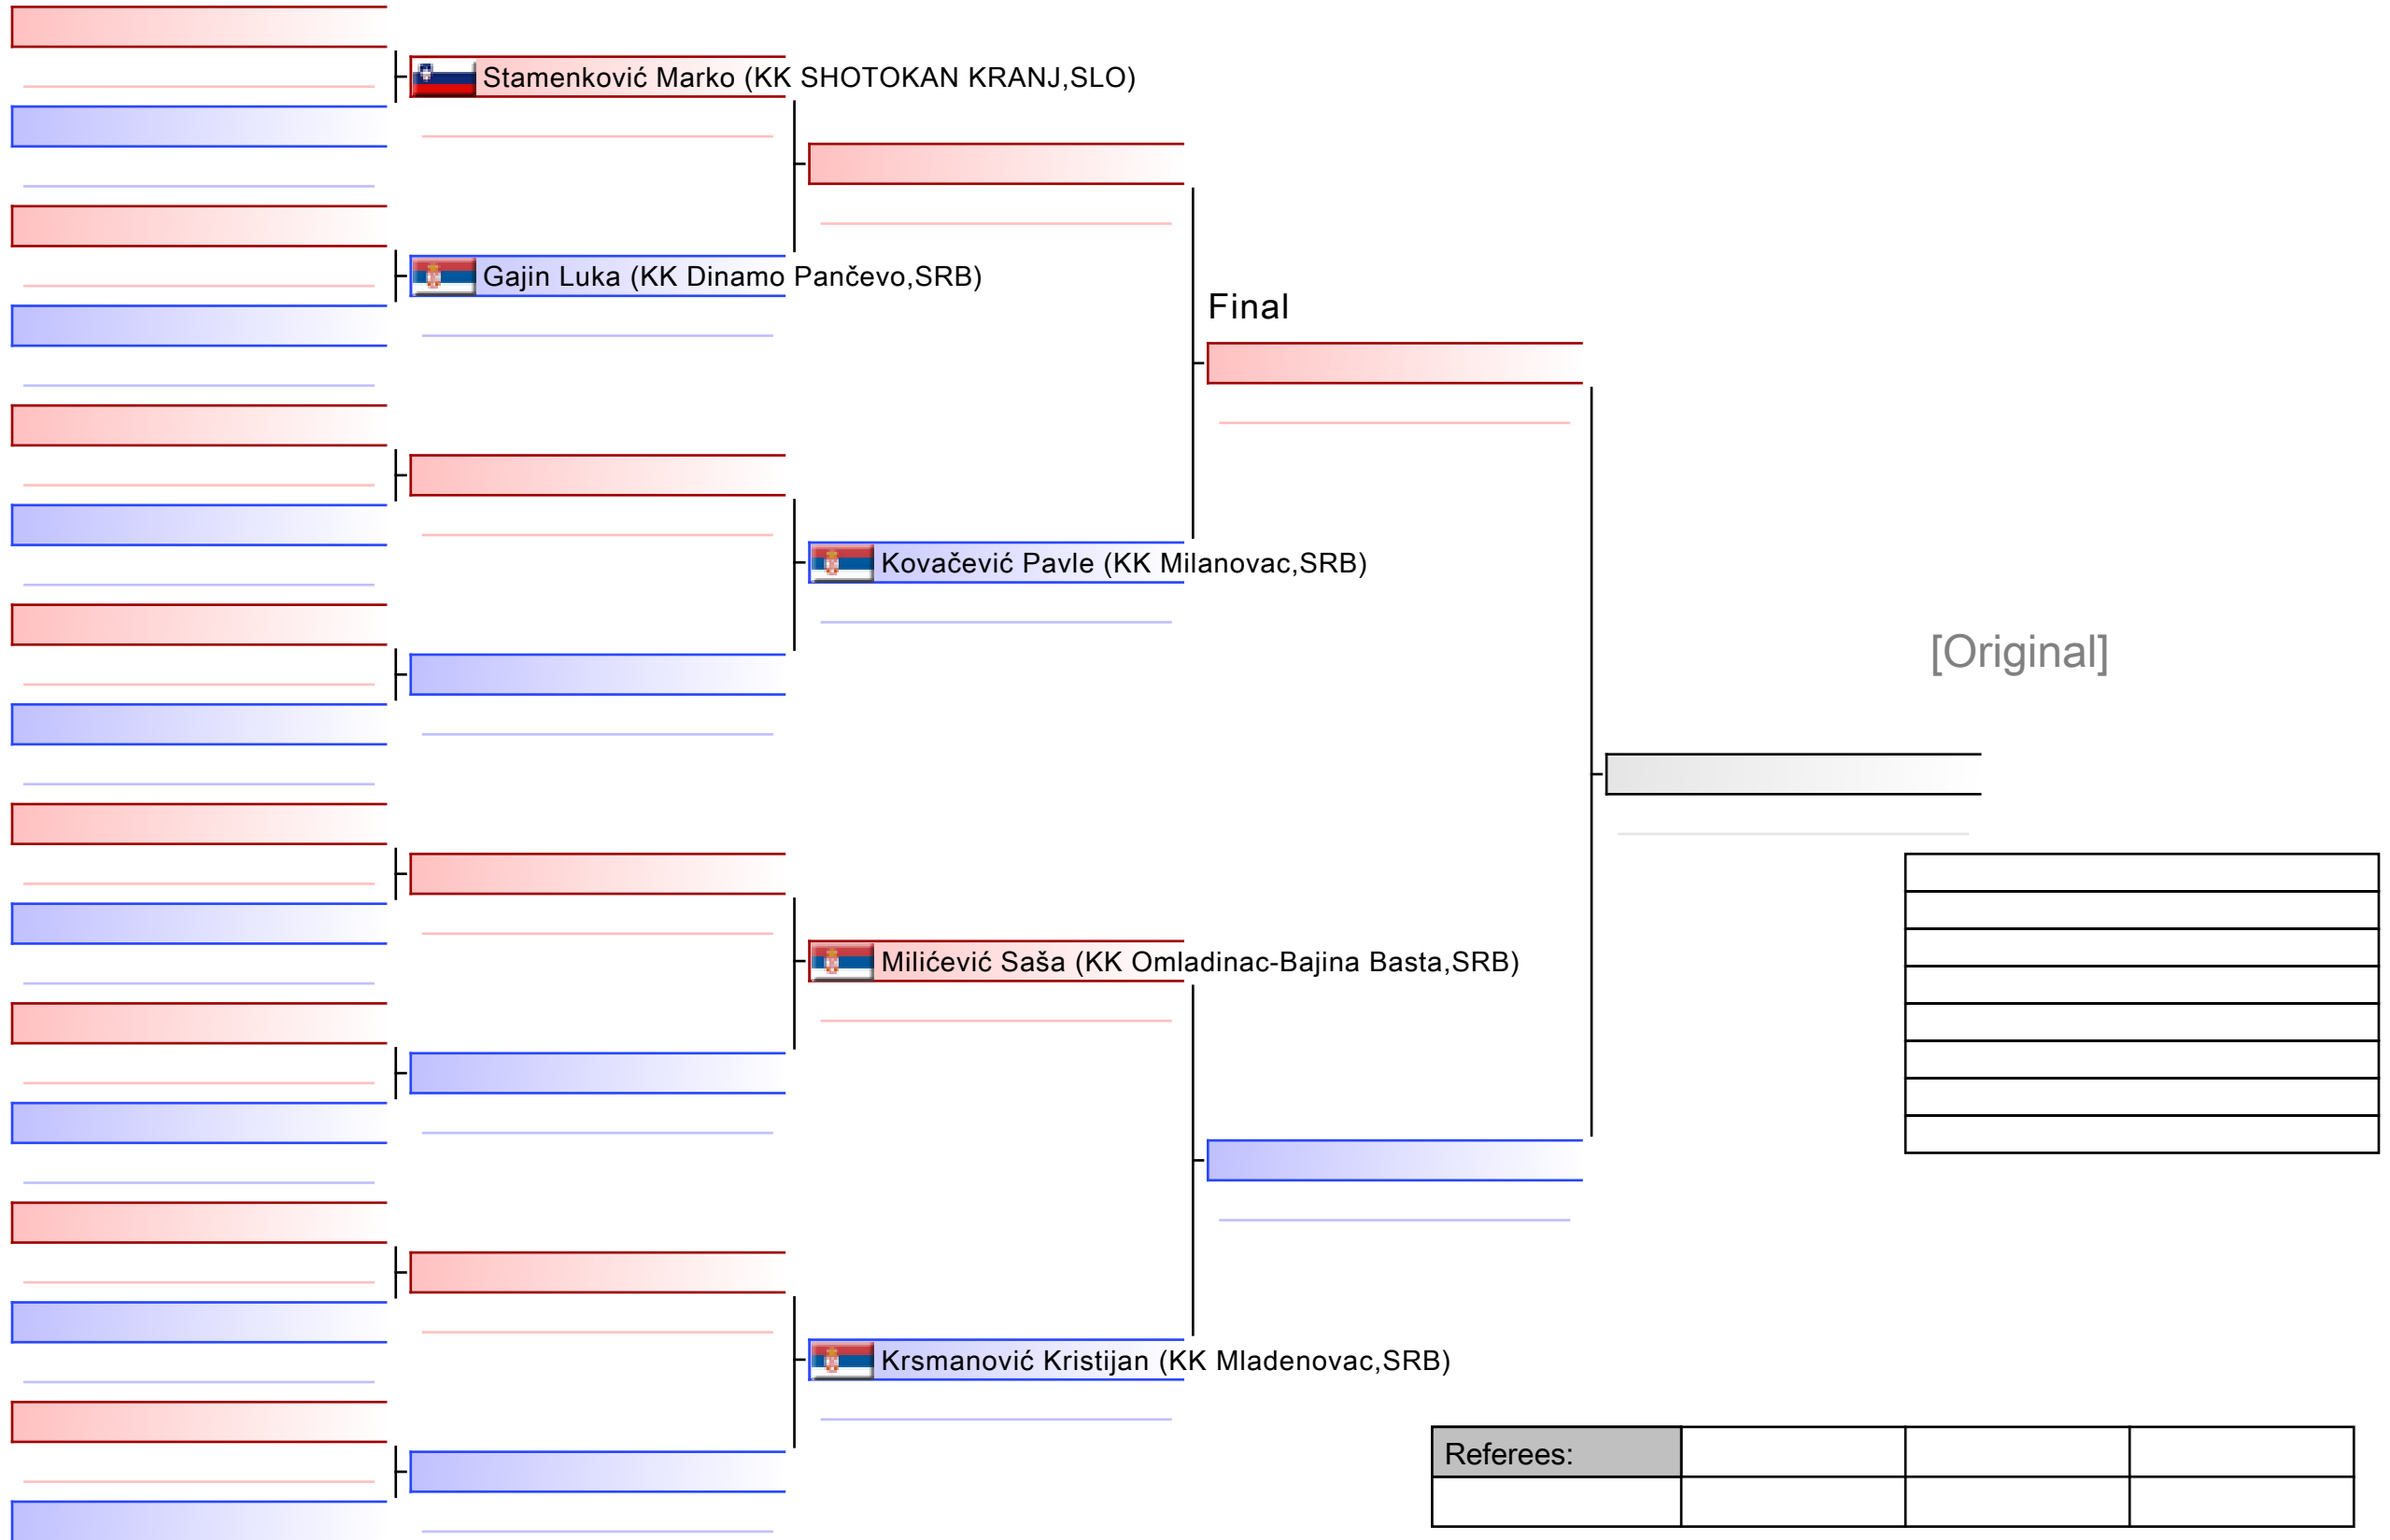 Stamenković Marko (KK SHOTOKAN KRANJ,SLO)
Gajin Luka (KK Dinamo Pančevo,SRB)
Final
Kovačević Pavle (KK Milanovac,SRB)
[Original]
Milićević Saša (KK Omladinac-Bajina Basta,SRB)
Krsmanović Kristijan (KK Mladenovac,SRB)
Referees: